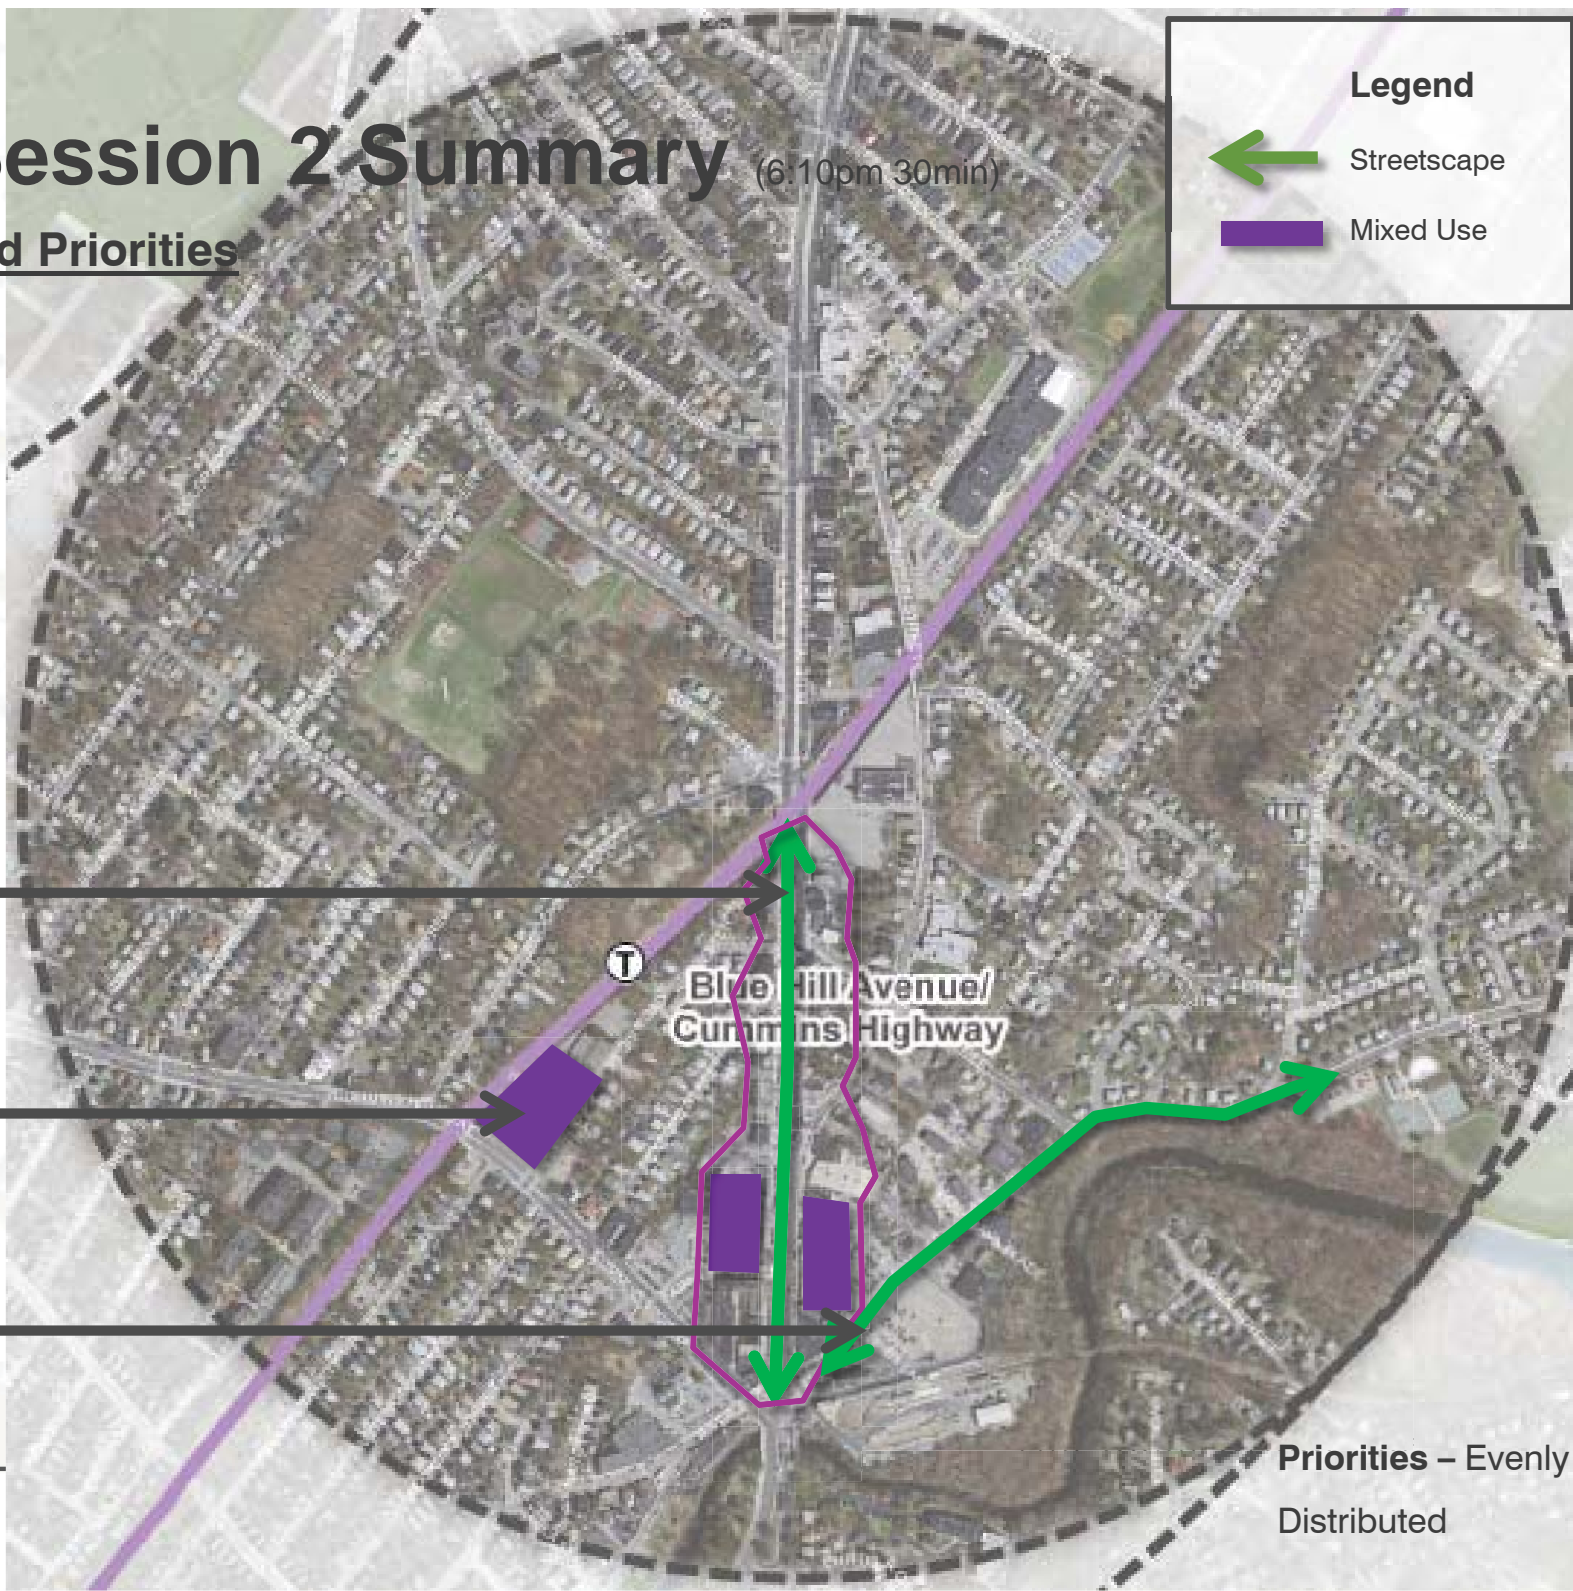 Legend
Streetscape
Mixed Use
ession 2 Summary (6:10pm 30min)
d Priorities
T
Blue Hill Avenue/
Cummins Highway
Priorities – Evenly
Distributed